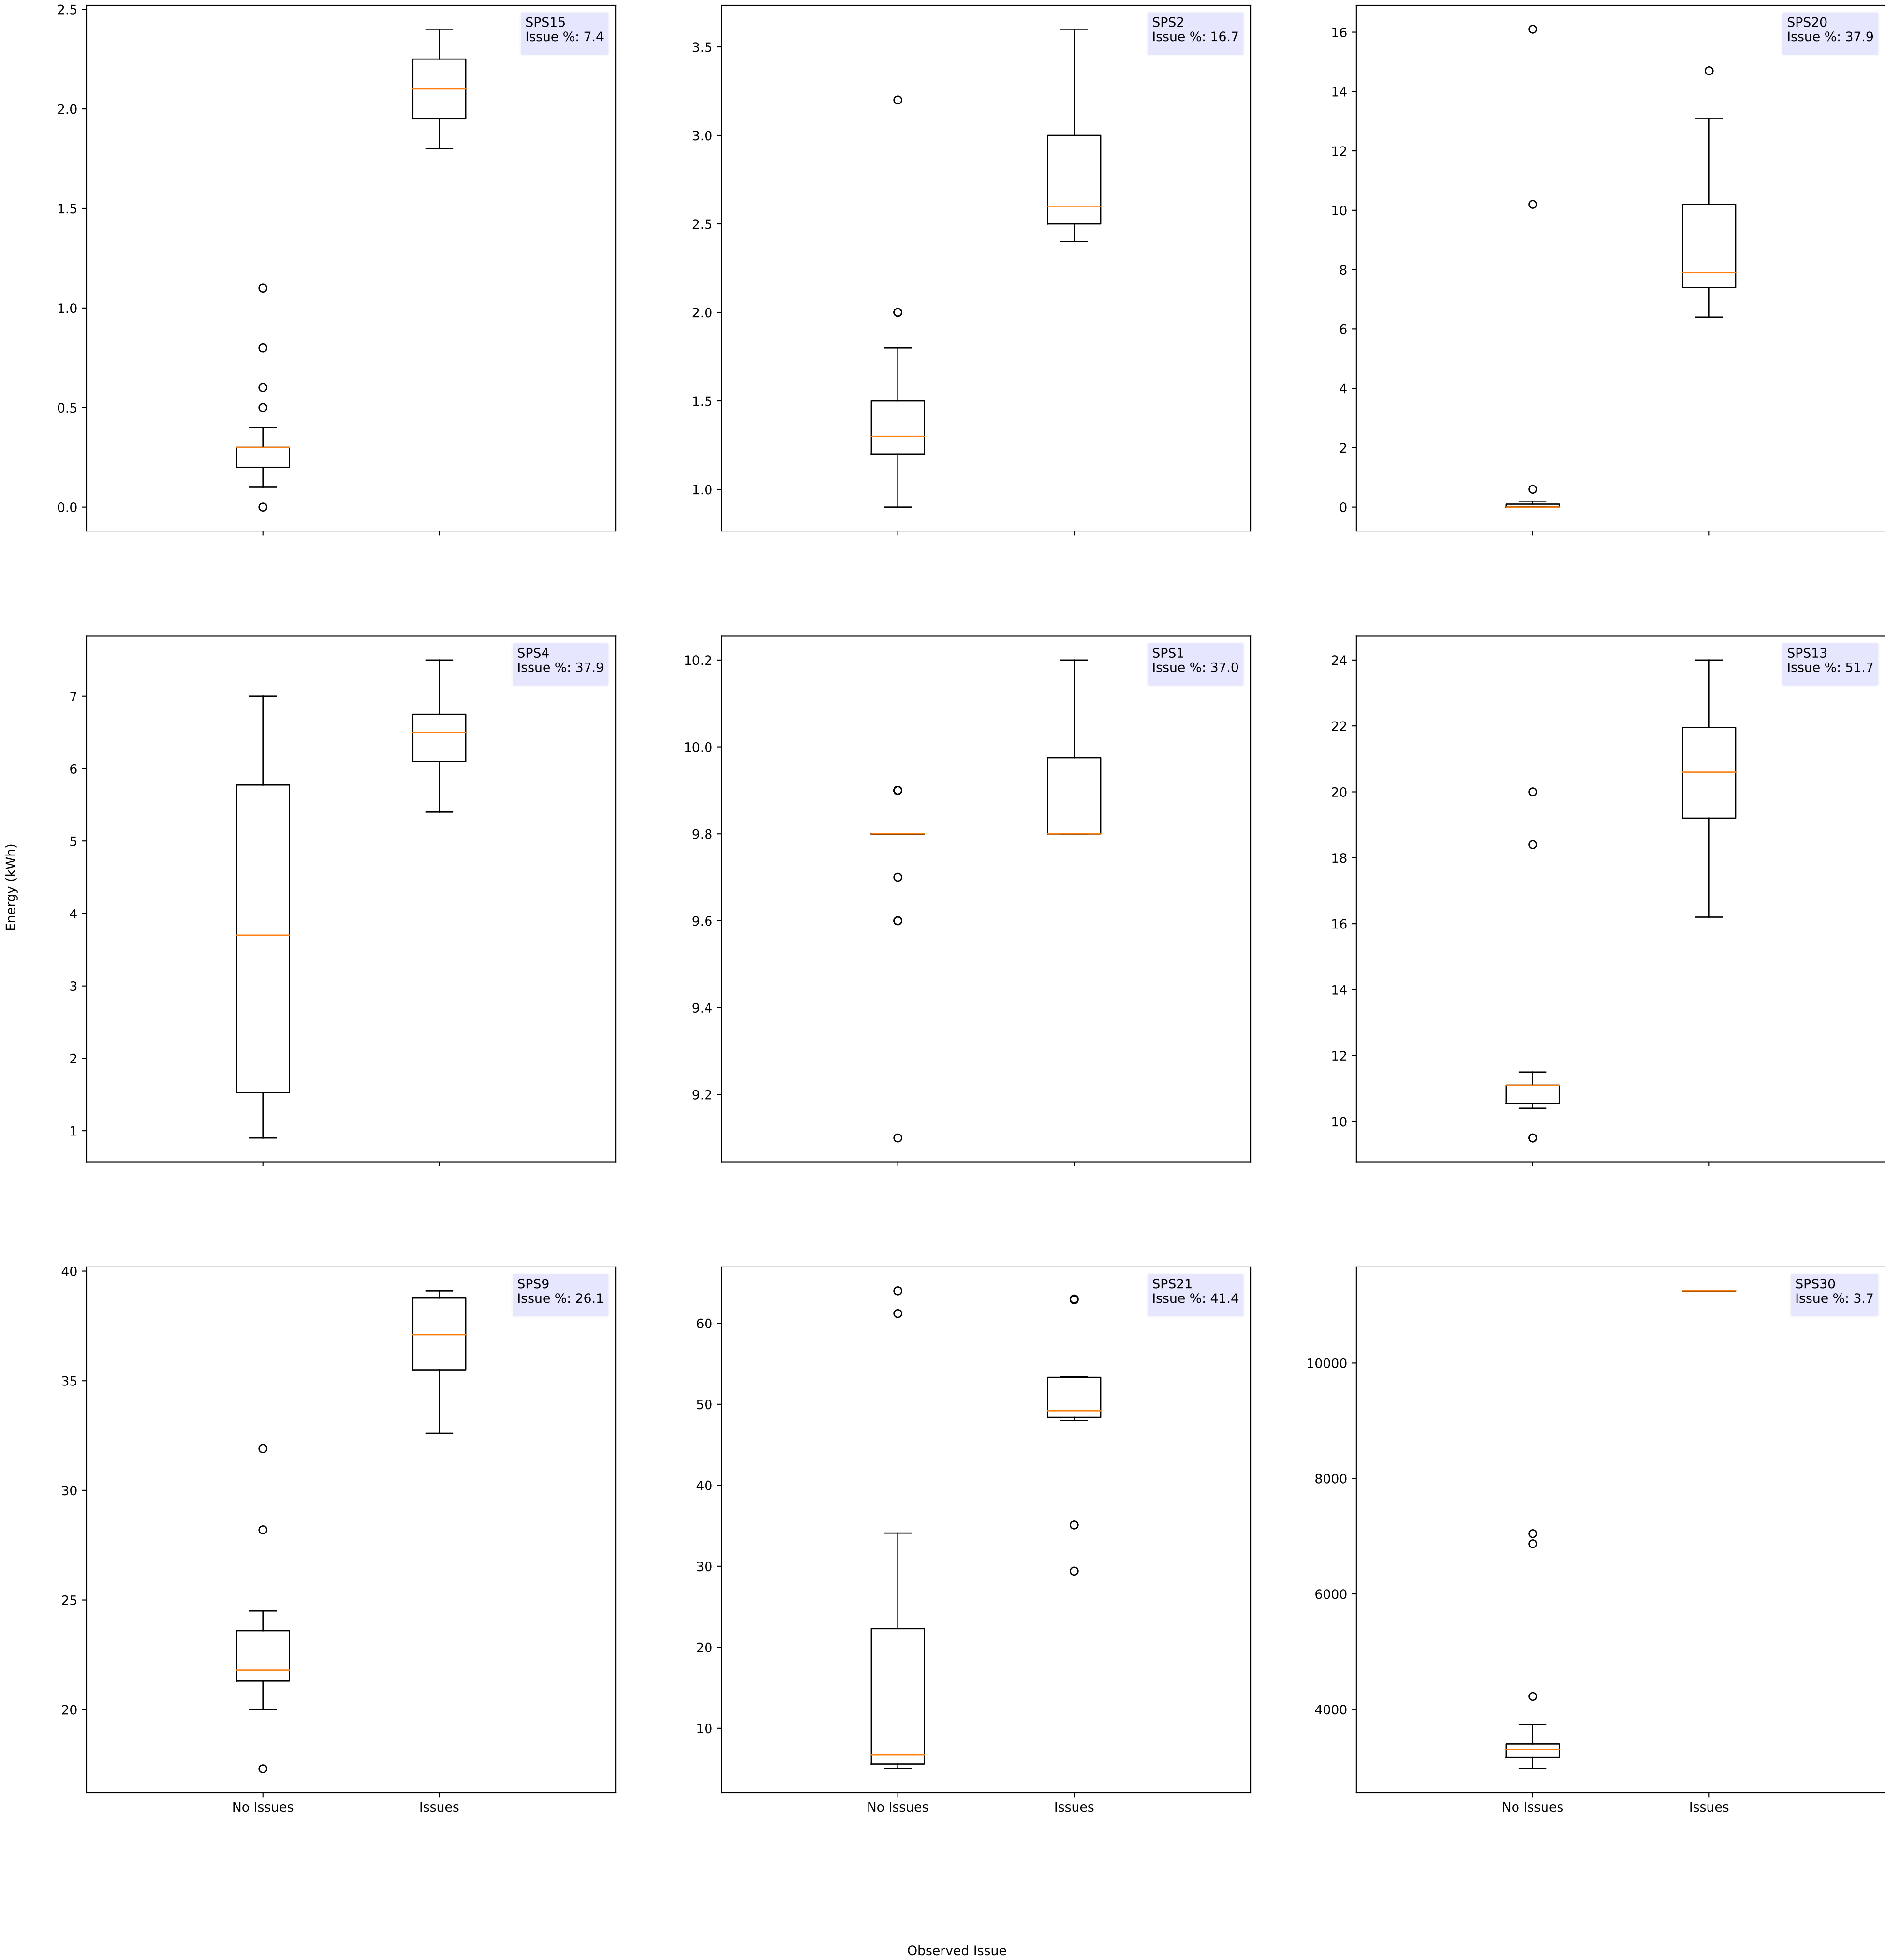 SPS15
Issue %: 7.4
2.5
2.0
1.5
1.0
0.5
0.0
SPS2
Issue %: 16.7
3.5
3.0
2.5
2.0
1.5
1.0
SPS20
Issue %: 37.9
16
14
12
10
8
6
4
2
0
Energy (kWh)
SPS4
Issue %: 37.9
7
6
5
4
3
2
1
SPS1
Issue %: 37.0
10.2
10.0
9.8
9.6
9.4
9.2
SPS13
Issue %: 51.7
24
22
20
18
16
14
12
10
SPS9
Issue %: 26.1
40
35
30
25
20
No Issues
Issues
SPS21
Issue %: 41.4
60
50
40
30
20
10
No Issues
Issues
SPS30
Issue %: 3.7
10000
8000
6000
4000
No Issues
Issues
Observed Issue